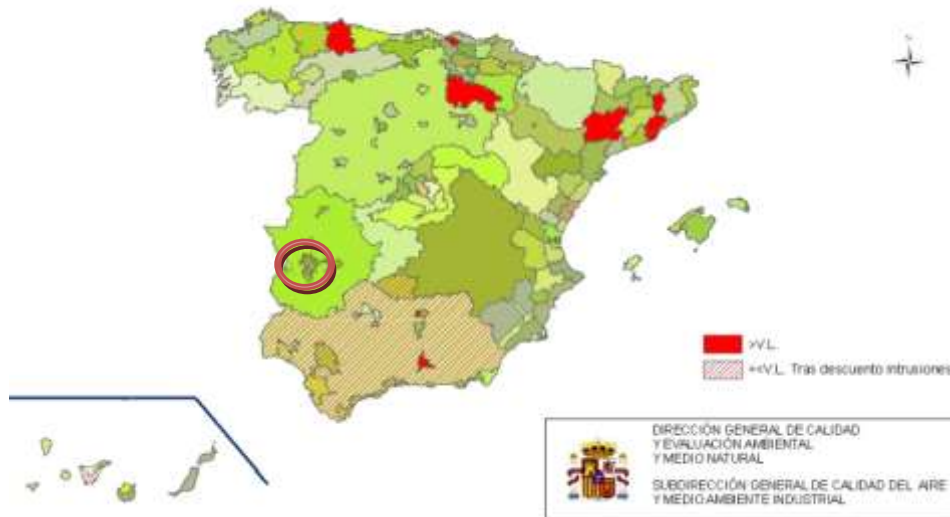 >V.L.
=<V.L. Tras descuento intrusiones
DIRECCIÓN GENERAL DE CALIDAD
Y EVALUACIÓN AMBIENTAL
Y MEDIO NATURAL
SUBDIRECCIÓN GENERAL DE CALIDAD DEL AIRE
Y MEDIO AMBIENTE INDUSTRIAL